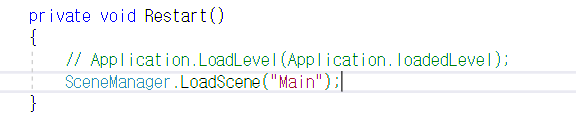 private void Restart()
{
// Application.LoadLevel(Application.loadedLevel);
SceneManager.LoadScene("Main");
}